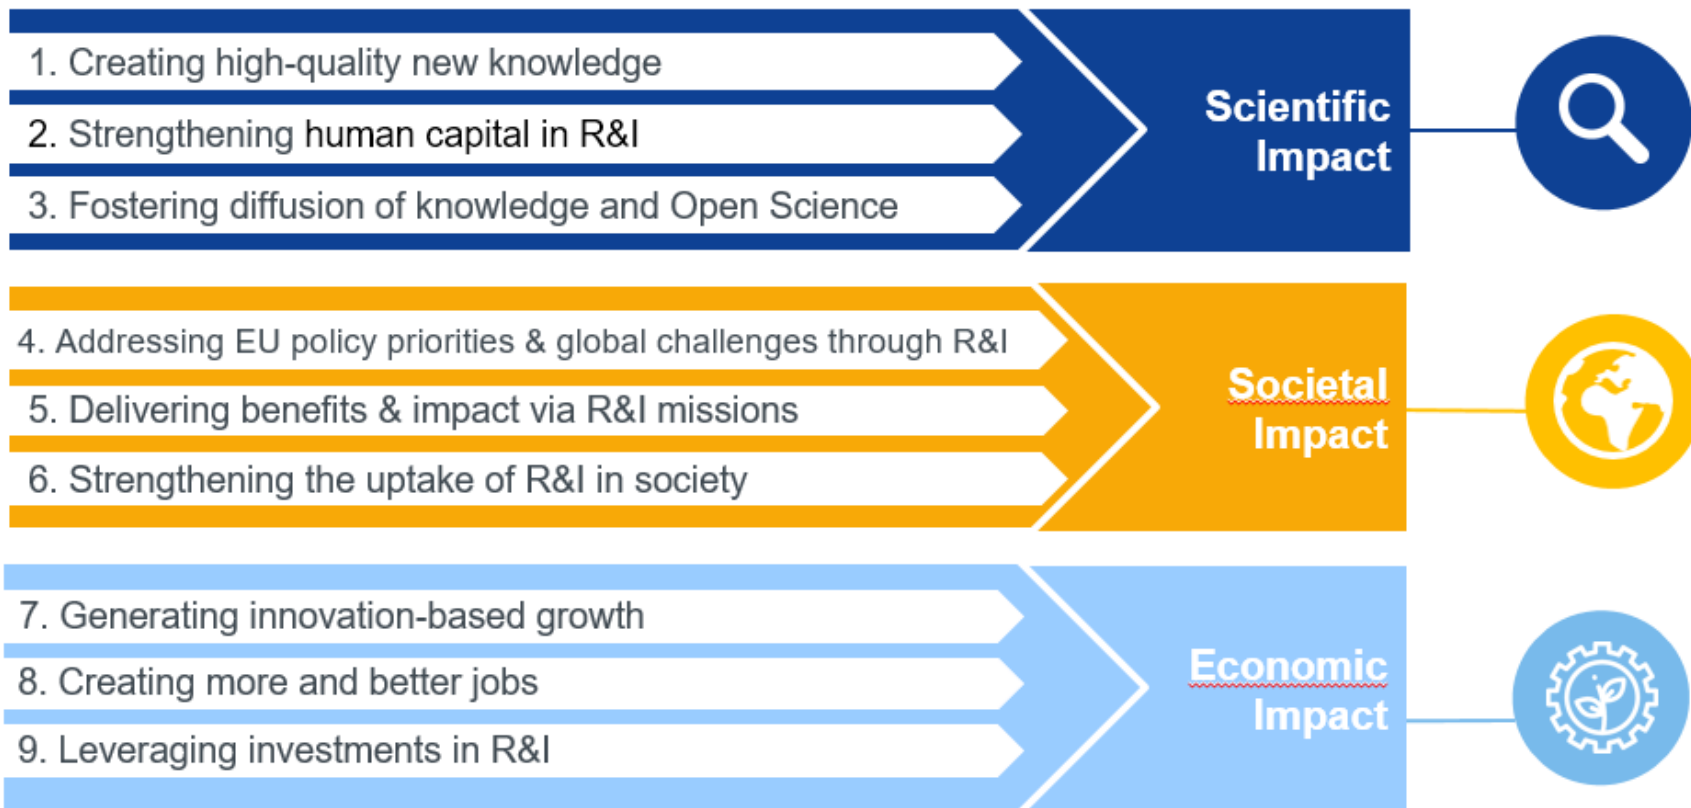 1. Creating high-quality new knowledge
2. Strengthening human capital in R&I
3. Fostering diffusion of knowledge and Open Science
Scientific
Impact
4. Addressing EU policy priorities & global challenges through R&I
5. Delivering benefits & impact via R&I missions
6. Strengthening the uptake of R&I in society
Societal
Impact
7. Generating innovation-based growth
8. Creating more and better jobs
9. Leveraging investments in R&I
Economic
Impact